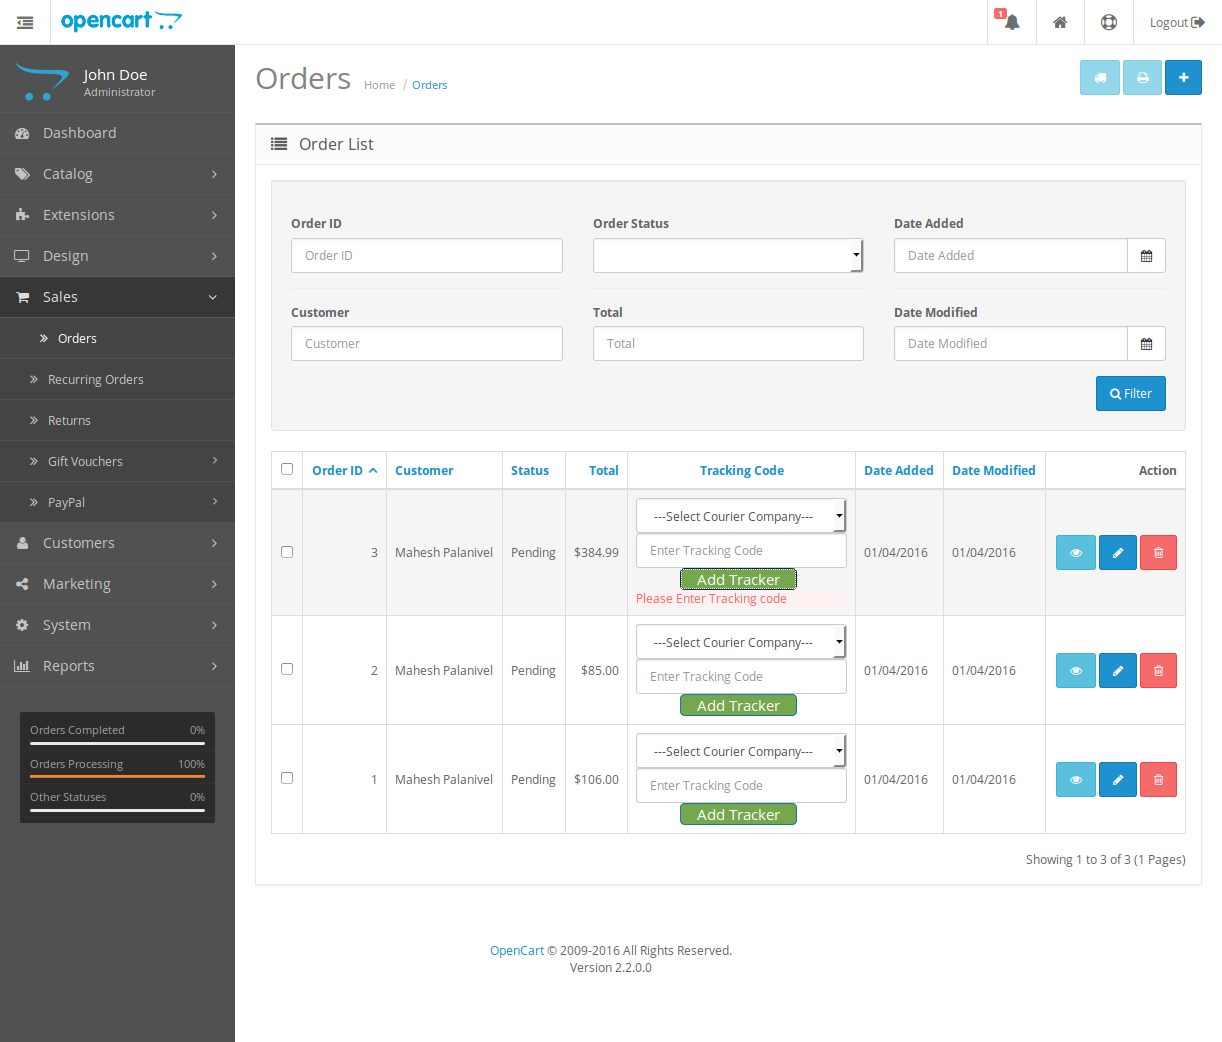 opencart
1
Logout
John Doe
Administrator
Dashboard
Catalog
Extensions
Design
Sales
Orders
Recurring Orders
Returns
Gift Vouchers
PayPal
Customers
Marketing
System
Reports
Orders Completed 0%
Orders Processing 100%
Other Statuses 0%
Orders Home / Orders
Order List
Order ID Order Status Date Added
Order ID Date Added
Customer Total Date Modified
Customer Total Date Modified
Filter
Order ID Customer Status Total Tracking Code Date Added Date Modified Action
---Select Courier Company---
3 Mahesh Palanivel Pending $384.99 Enter Tracking Code 01/04/2016 01/04/2016
Add Tracker
Please Enter Tracking code
---Select Courier Company---
2 Mahesh Palanivel Pending $85.00 Enter Tracking Code 01/04/2016 01/04/2016
Add Tracker
---Select Courier Company---
1 Mahesh Palanivel Pending $106.00 Enter Tracking Code 01/04/2016 01/04/2016
Add Tracker
Showing 1 to 3 of 3 (1 Pages)
OpenCart © 2009-2016 All Rights Reserved.
Version 2.2.0.0